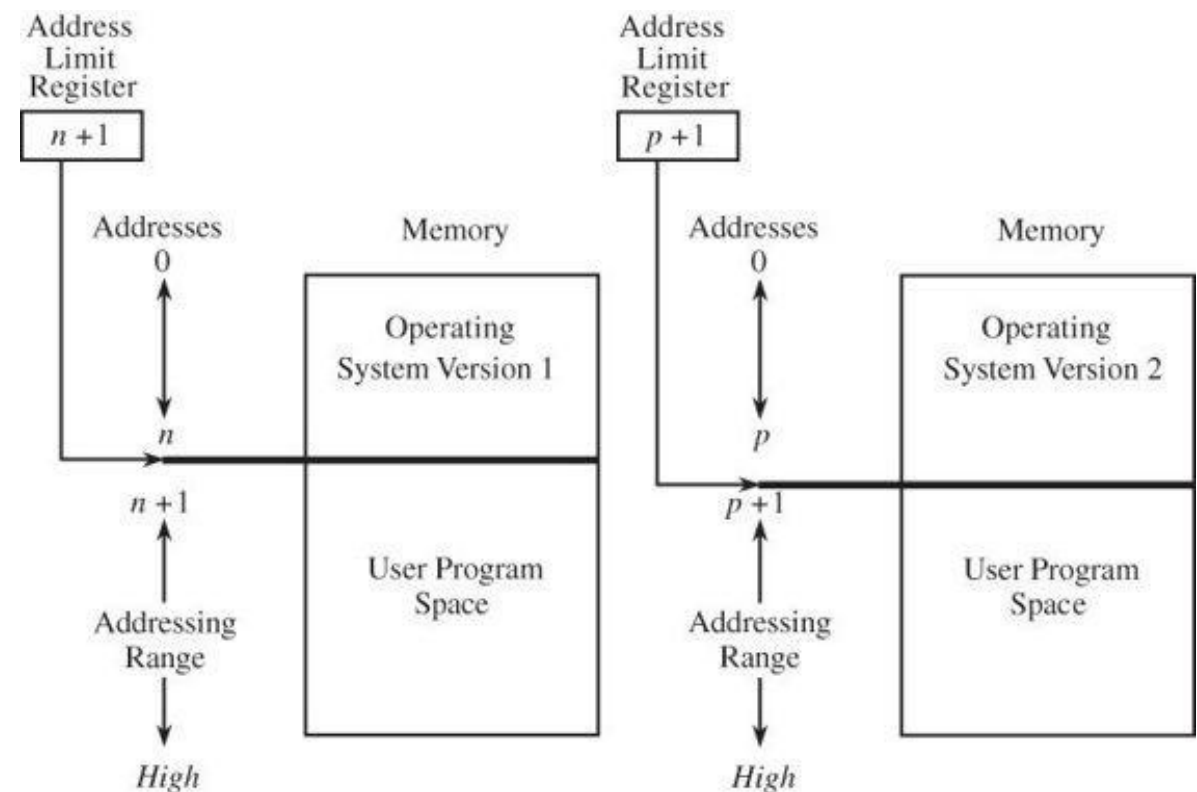 Address
Limit
Register
n + 1
Addresses
0
n
n + 1
Addressing
Range
High
Memory
Operating
System Version 1
User Program
Space
Address
Limit
Register
p + 1
Addresses
0
p
p + 1
Addressing
Range
High
Memory
Operating
System Version 2
User Program
Space